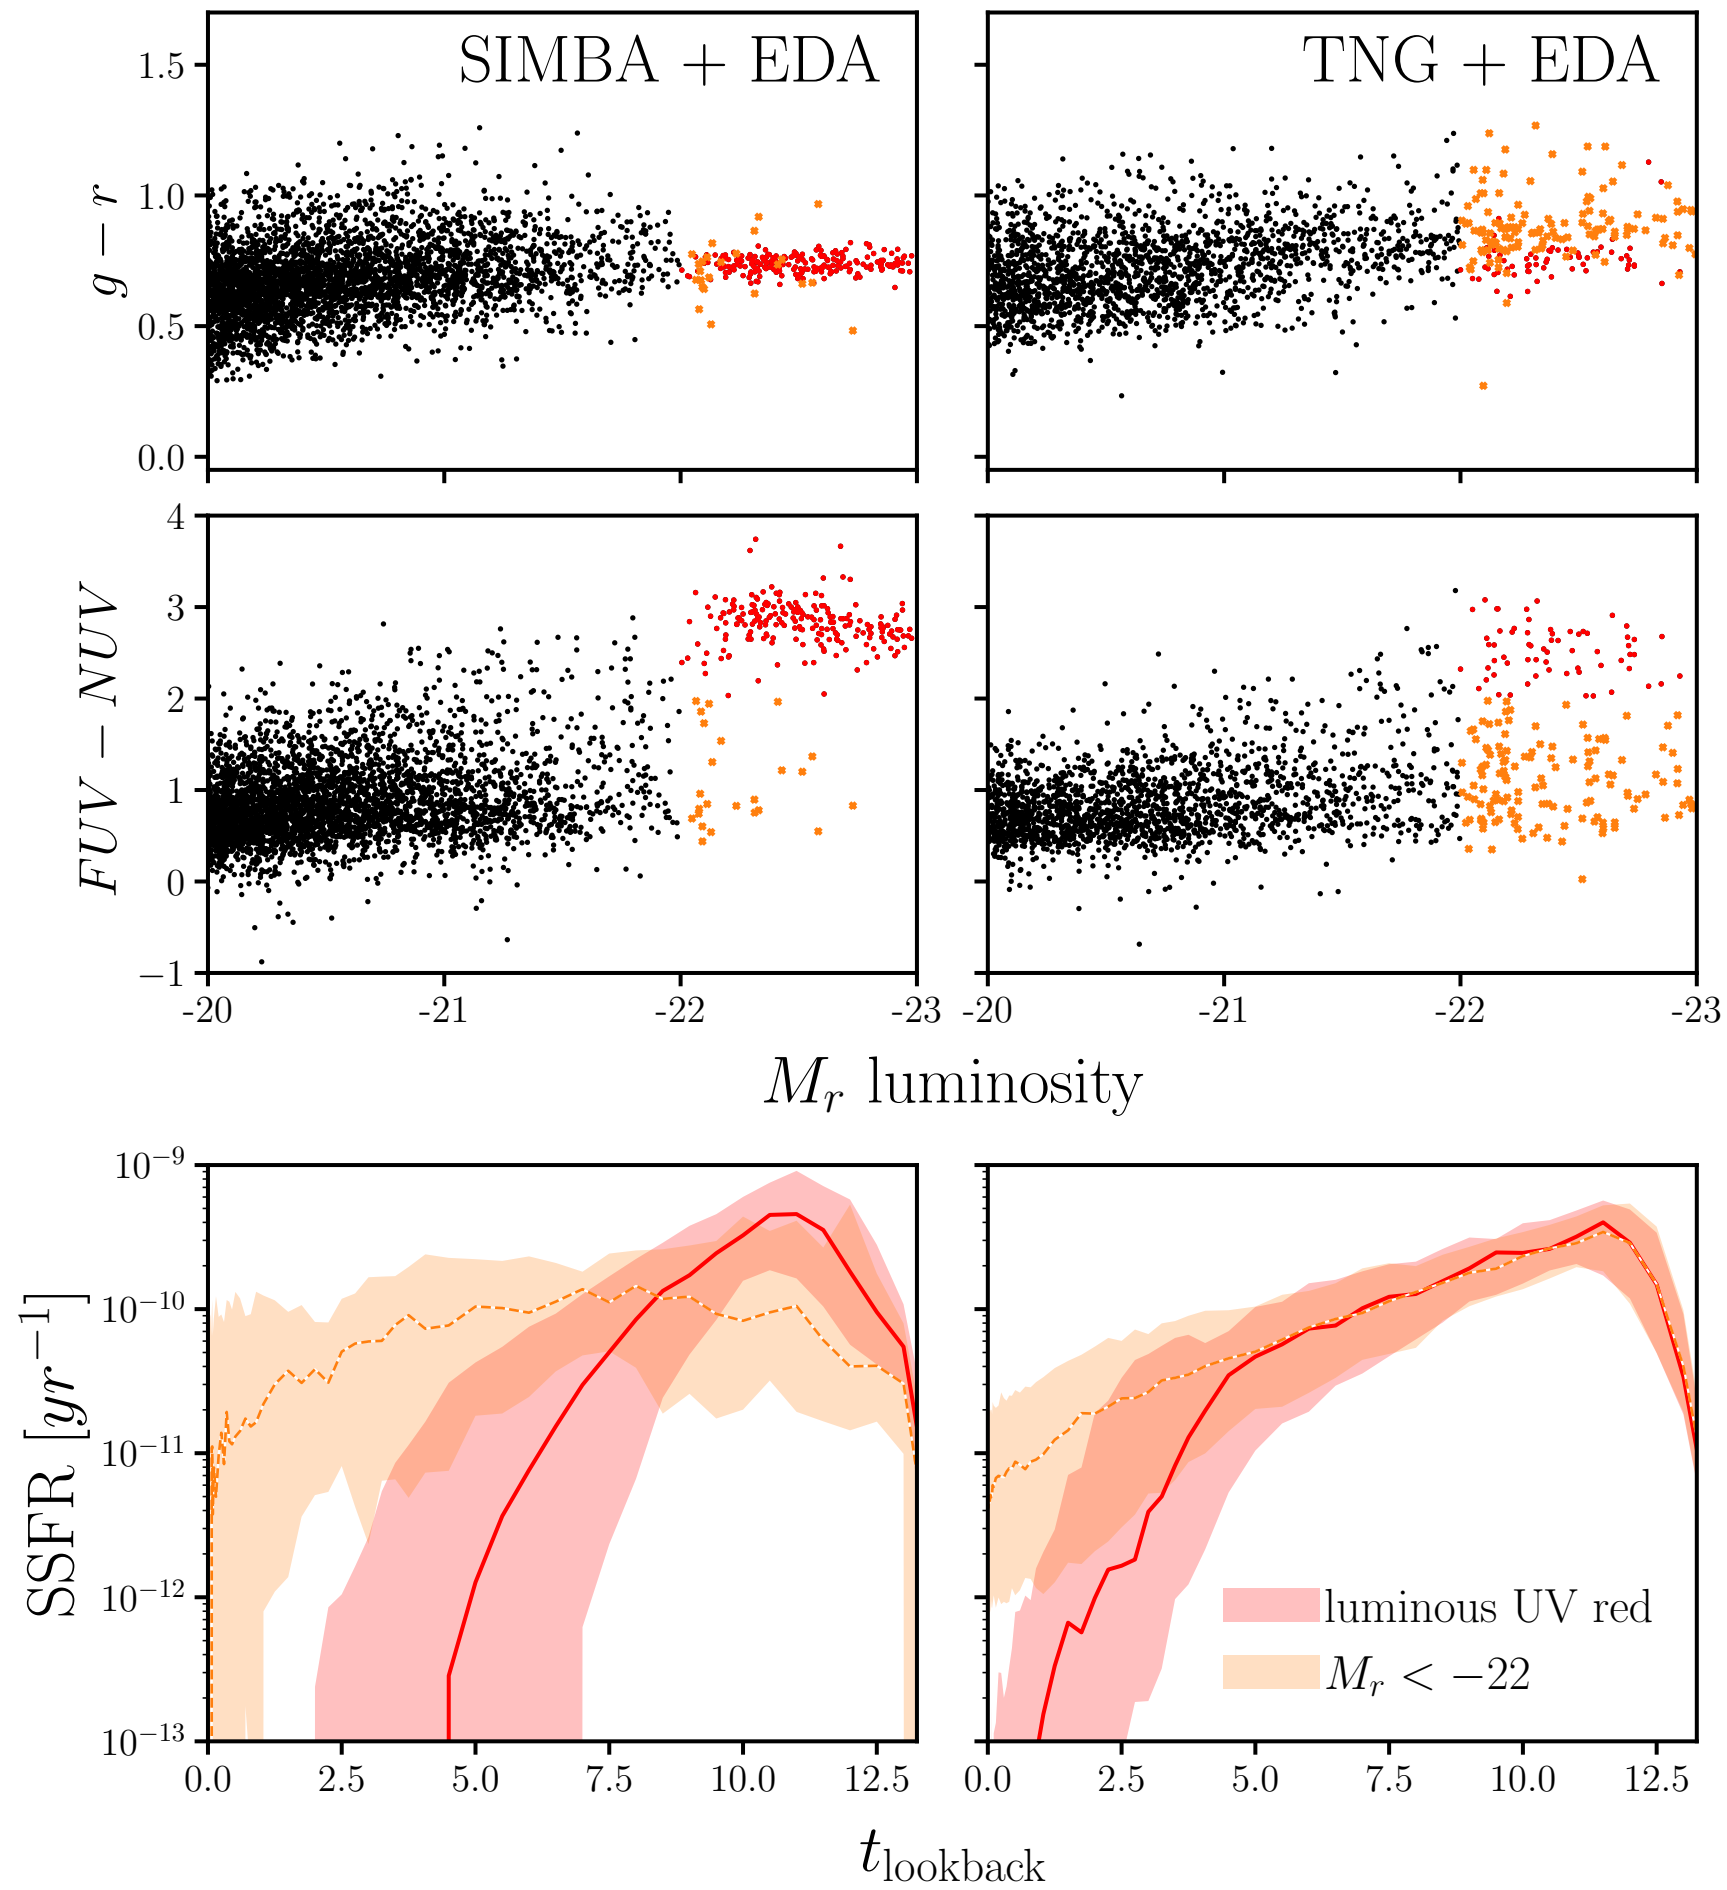 SIMBA + EDA
TNG + EDA
1.5
1.0
0.5
0.0
g − r
4
3
2
1
0
−1
FUV − NUV
-20 -21 -22 -23
-20 -21 -22 -23
M_r luminosity
10^{-9}
10^{-10}
10^{-11}
10^{-12}
10^{-13}
SSFR [yr^{-1}]
luminous UV red
M_r < −22
0.0 2.5 5.0 7.5 10.0 12.5
0.0 2.5 5.0 7.5 10.0 12.5
t_{lookback}